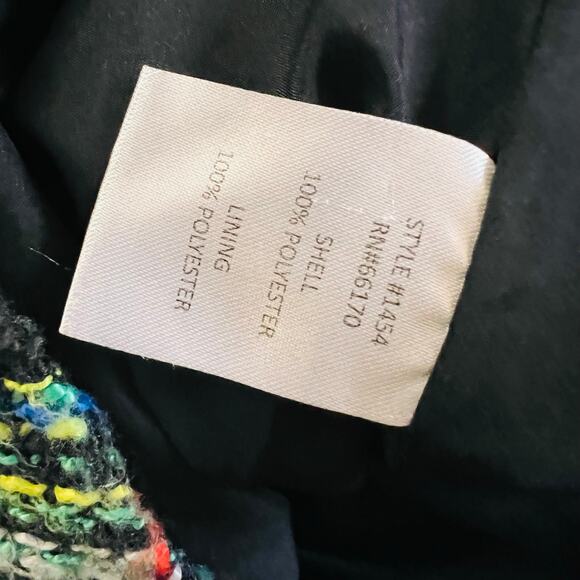 STYLE #1454
RN#66170
SHELL
100% POLYESTER
LINING
100% POLYESTER